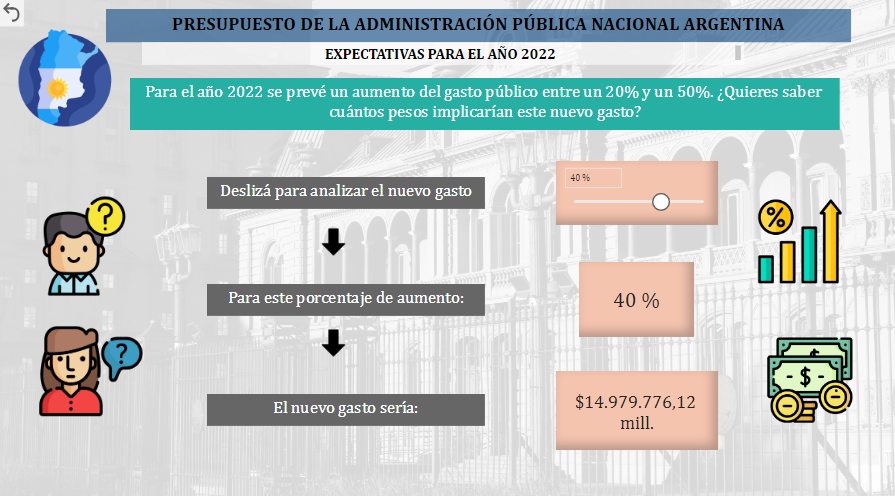 PRESUPUESTO DE LA ADMINISTRACIÓN PÚBLICA NACIONAL ARGENTINA
EXPECTATIVAS PARA EL AÑO 2022
Para el año 2022 se prevé un aumento del gasto público entre un 20% y un 50%. ¿Quieres saber
cuántos pesos implicarían este nuevo gasto?
Deslizá para analizar el nuevo gasto
40 %
Para este porcentaje de aumento:
40 %
El nuevo gasto sería:
$14.979.776,12
mill.